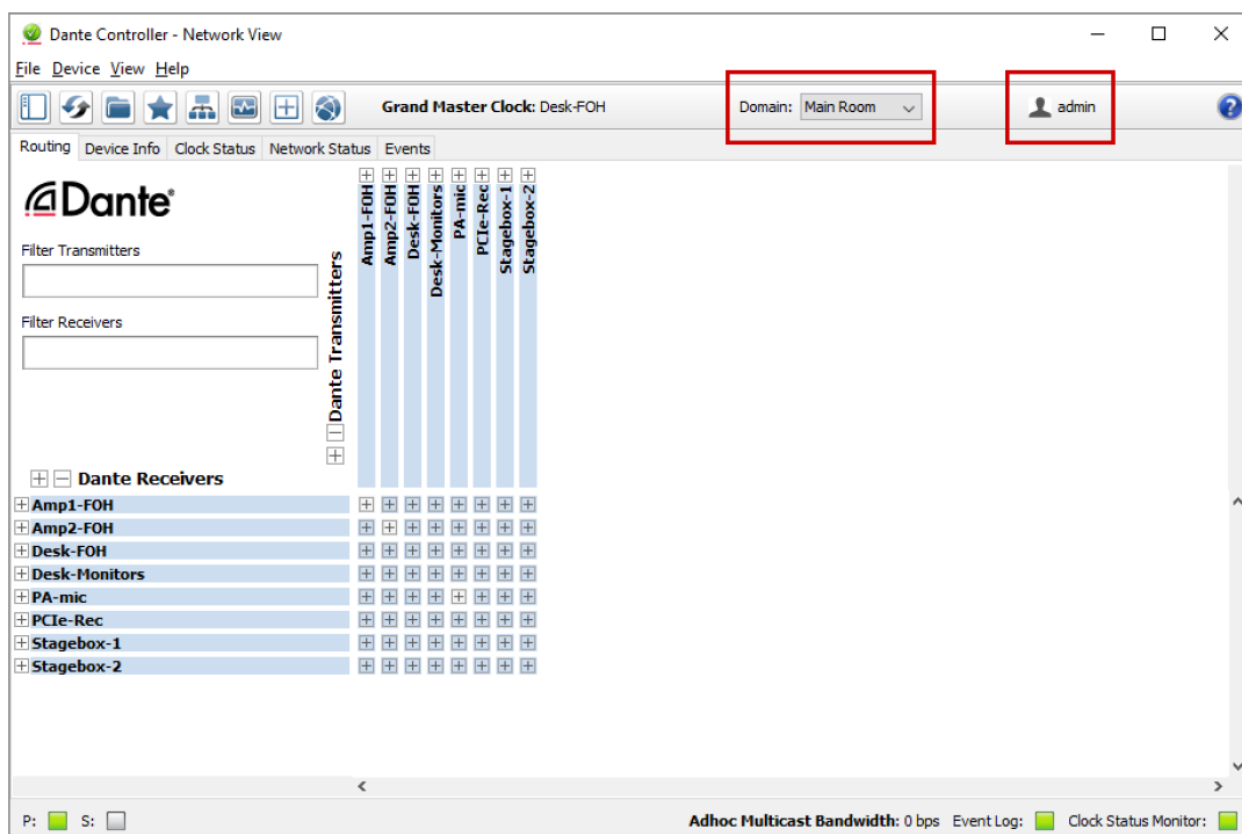 Dante Controller - Network View
File Device View Help
Grand Master Clock: Desk-FOH
Domain: Main Room
admin
?
Routing Device Info Clock Status Network Status Events
Dante®
Filter Transmitters
Filter Receivers
Dante Transmitters
Amp1-FOH
Amp2-FOH
Desk-FOH
Desk-Monitors
PA-mic
PCIe-Rec
Stagebox-1
Stagebox-2
Dante Receivers
Amp1-FOH
Amp2-FOH
Desk-FOH
Desk-Monitors
PA-mic
PCIe-Rec
Stagebox-1
Stagebox-2
P: S: Adhoc Multicast Bandwidth: 0 bps Event Log: Clock Status Monitor: